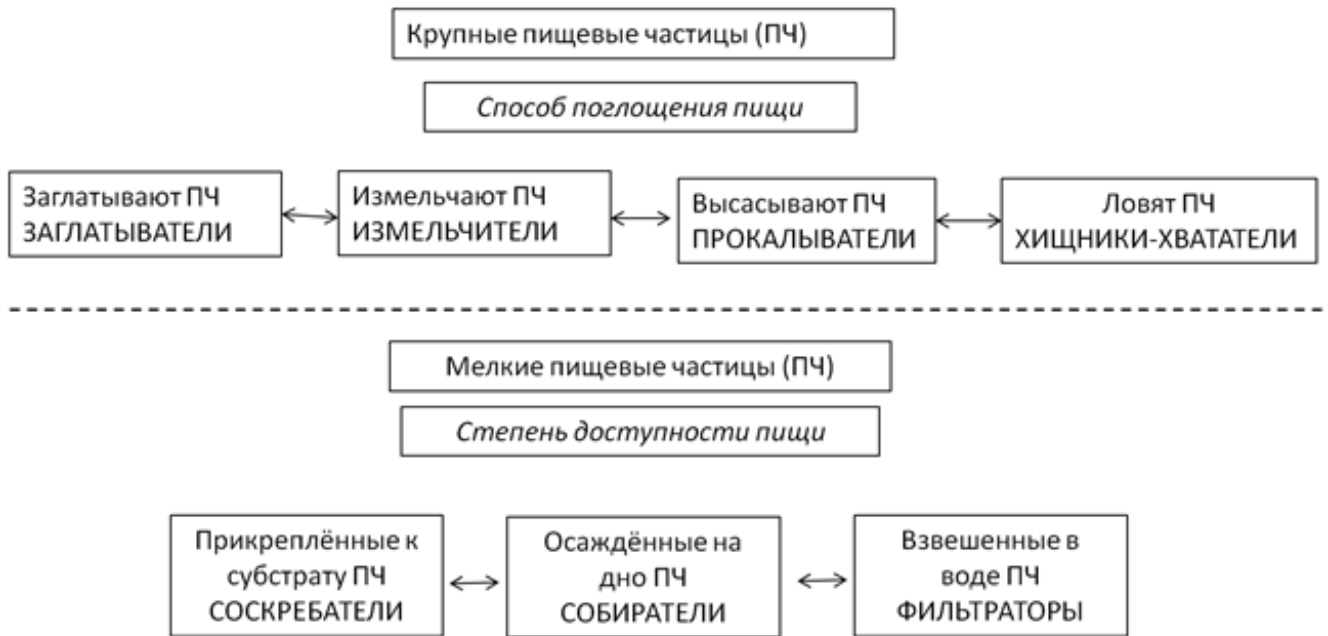 Крупные пищевые частицы (ПЧ)
Способ поглощения пищи
Заглатывают ПЧ
ЗАГЛАТЫВАТЕЛИ
Измельчают ПЧ
ИЗМЕЛЬЧИТЕЛИ
Высасывают ПЧ
ПРОКАЛЫВАТЕЛИ
Ловят ПЧ
ХИЩНИКИ-ХВАТАТЕЛИ
Мелкие пищевые частицы (ПЧ)
Степень доступности пищи
Прикреплённые к
субстрату ПЧ
СОСКРЕБАТЕЛИ
Осаждённые на
дно ПЧ
СОБИРАТЕЛИ
Взвешенные в
воде ПЧ
ФИЛЬТРАТОРЫ